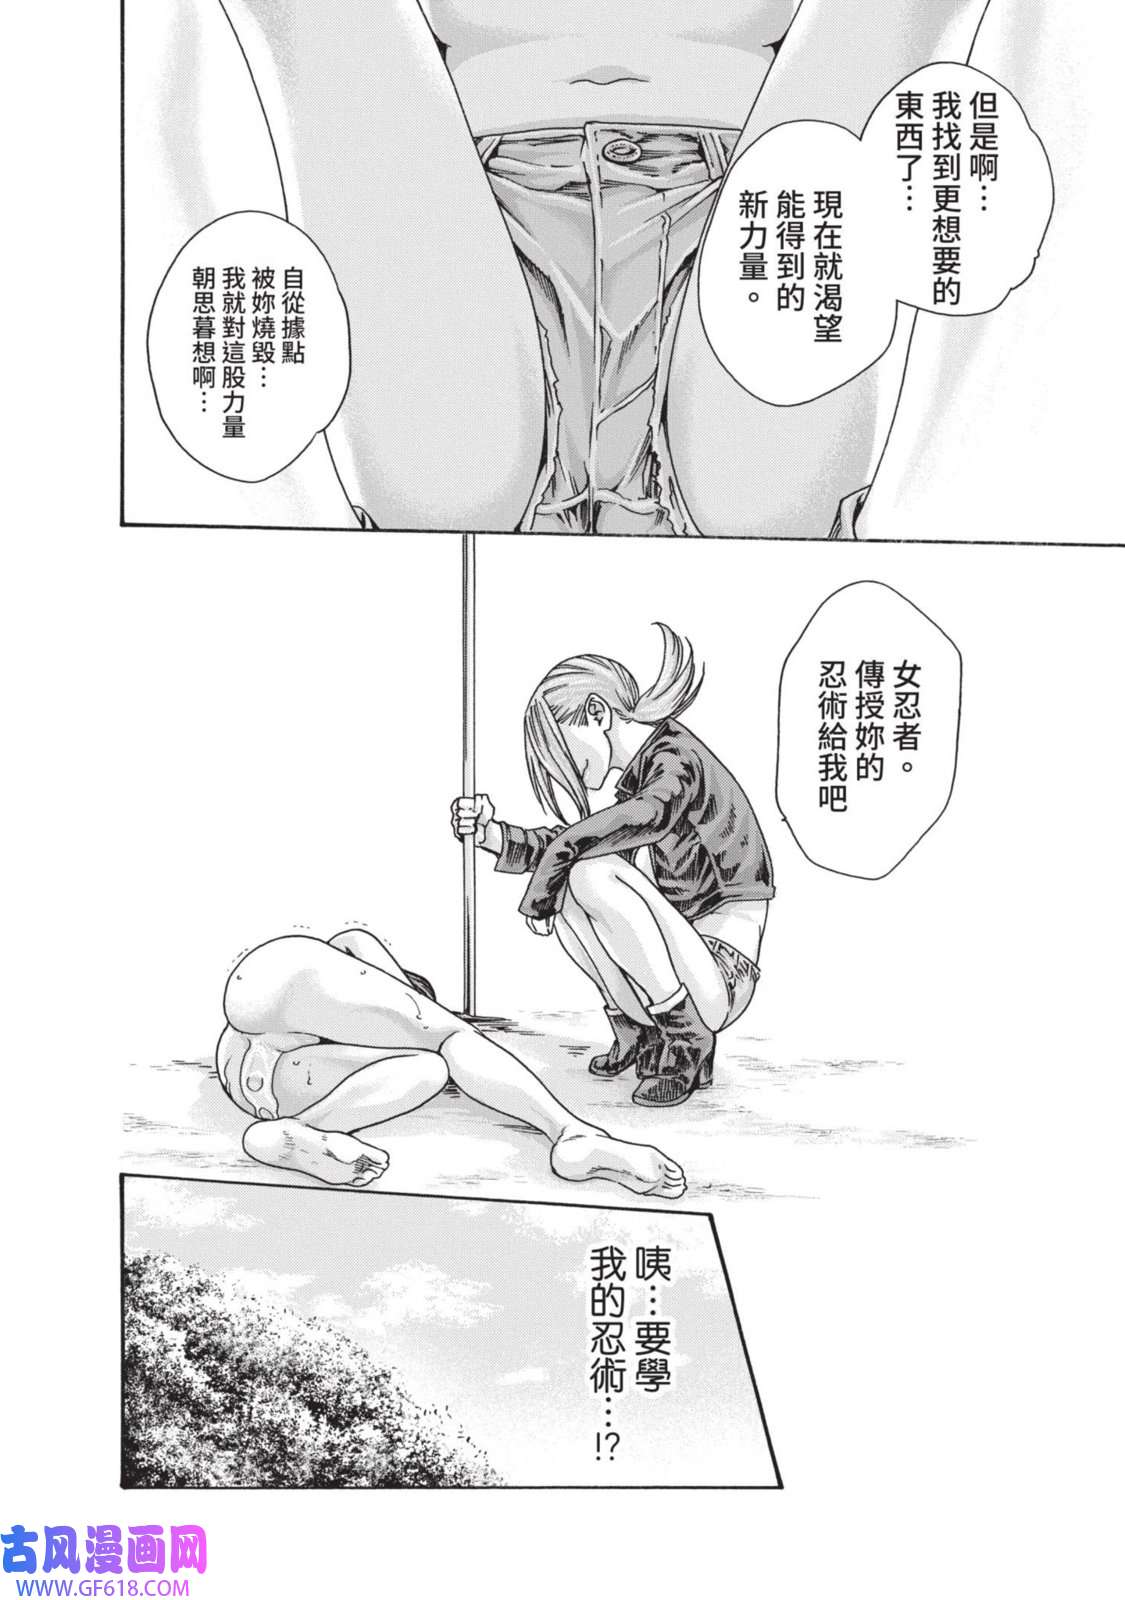 但是啊…
我找到更想要的
東西了…
現在就渴望
能得到的
新力量。
自從據點
被妳燒毀…
我就對這股力量
朝思暮想啊…
女忍者。
傳授妳的
忍術給我吧
咦…要學
我的忍術…!?
古风漫画网
WWW.GF618.COM